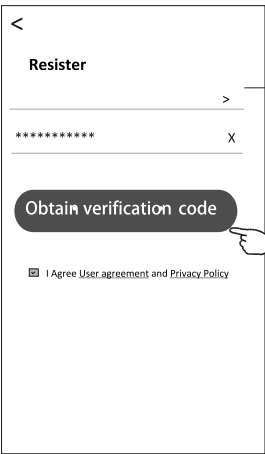 <
Resister
>
*********** X
Obtain verification code
I Agree User agreement and Privacy Policy